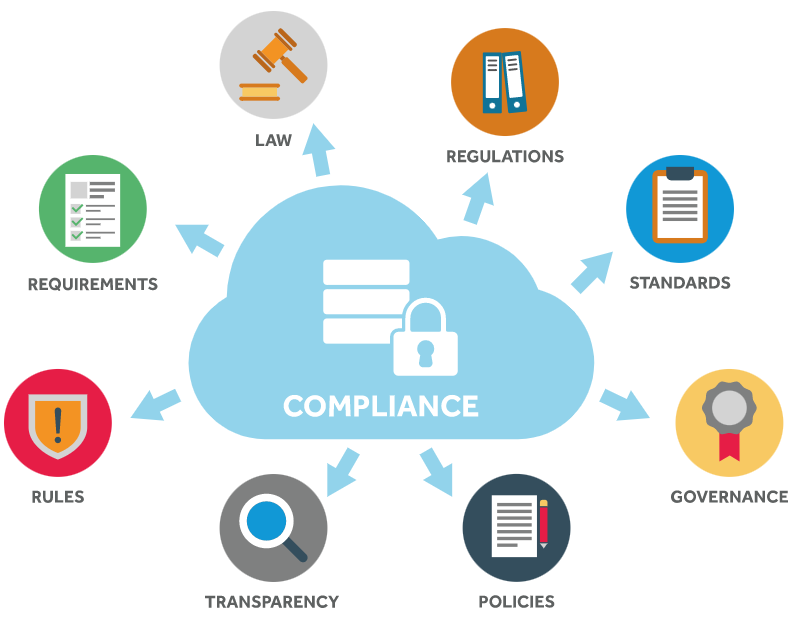 LAW
REGULATIONS
REQUIREMENTS
STANDARDS
COMPLIANCE
RULES
GOVERNANCE
TRANSPARENCY
POLICIES